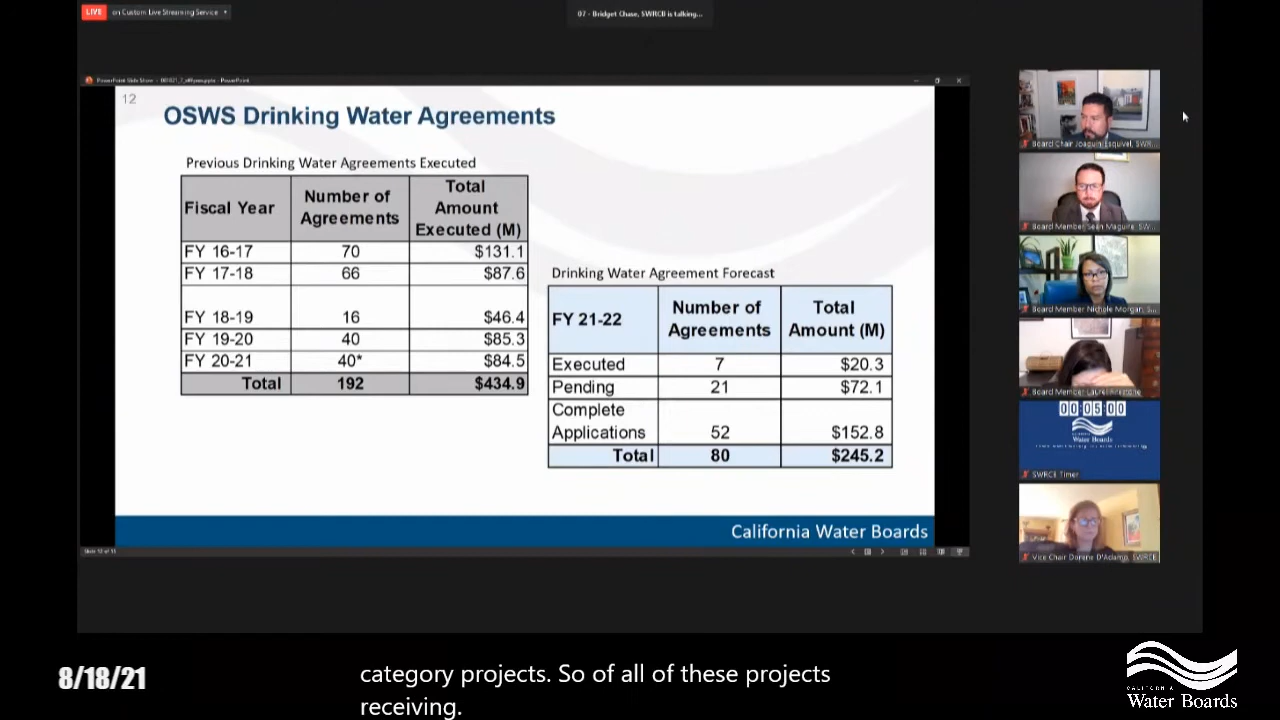 LIVE on Custom Live Streaming Service
07 - Bridget Chase, SWRCB is talking...
12
OSWS Drinking Water Agreements
Previous Drinking Water Agreements Executed
Fiscal Year Number of Agreements Total Amount Executed (M)
FY 16-17 70 $131.1
FY 17-18 66 $87.6
FY 18-19 16 $46.4
FY 19-20 40 $85.3
FY 20-21 40* $84.5
Total 192 $434.9
Drinking Water Agreement Forecast
FY 21-22 Number of Agreements Total Amount (M)
Executed 7 $20.3
Pending 21 $72.1
Complete Applications 52 $152.8
Total 80 $245.2
California Water Boards
Board Chair Joaquin Esquivel, SWR...
Board Member Sean Maguire, SW...
Board Member Nichole Morgan, S...
Board Member Laurel Firestone
00:05:00
Water Boards
SWRCB Timer
Vice Chair Dorene D'Adamo, SWRCB
8/18/21
category projects. So of all of these projects
receiving.
CALIFORNIA
Water Boards